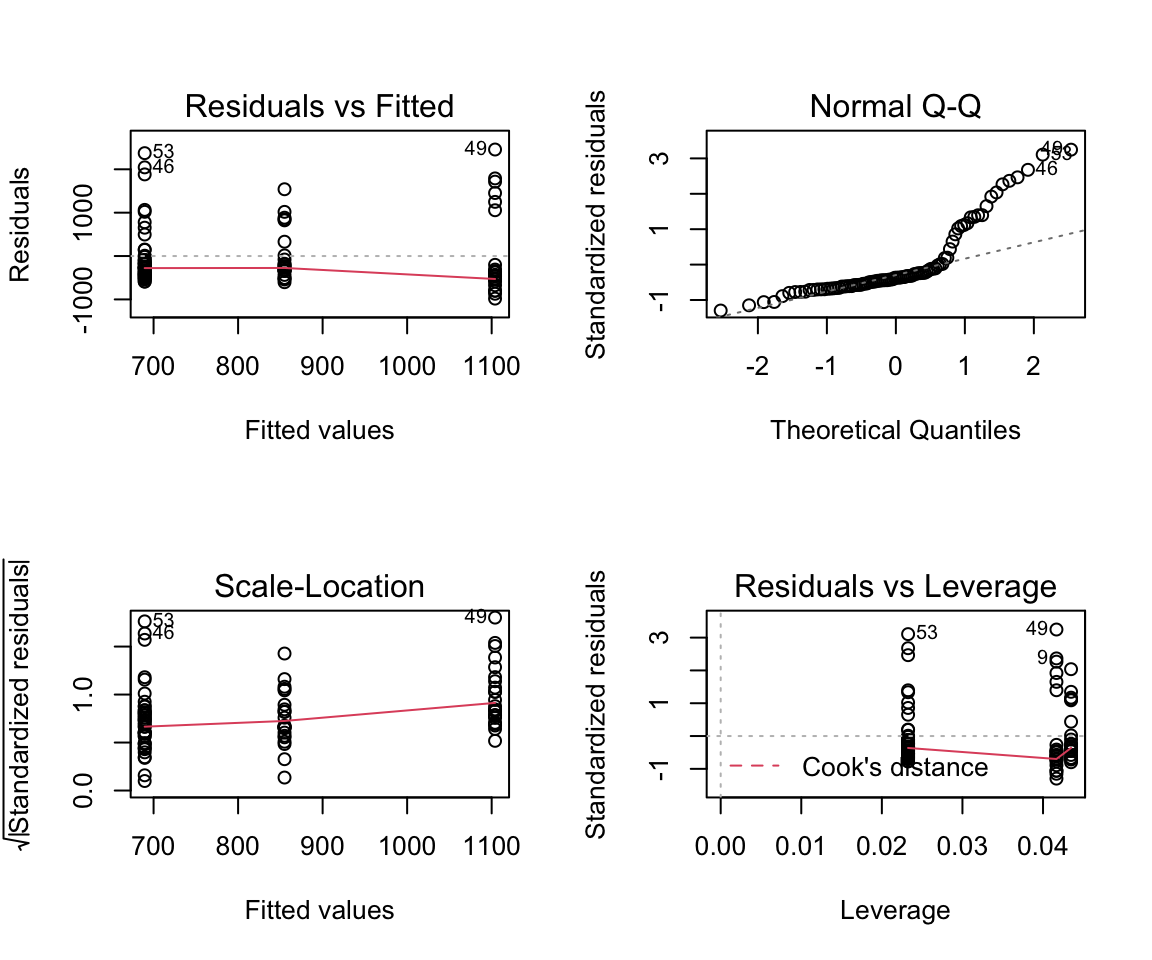 Residuals vs Fitted
Residuals
1000
-1000
53
46
49
700 800 900 1000 1100
Fitted values
Normal Q-Q
Standardized residuals
3
1
-1
49
53
46
-2 -1 0 1 2
Theoretical Quantiles
Scale-Location
√|Standardized residuals|
1.0
0.0
53
46
49
700 800 900 1000 1100
Fitted values
Residuals vs Leverage
Standardized residuals
3
1
-1
53
49
9
Cook's distance
0.00 0.01 0.02 0.03 0.04
Leverage